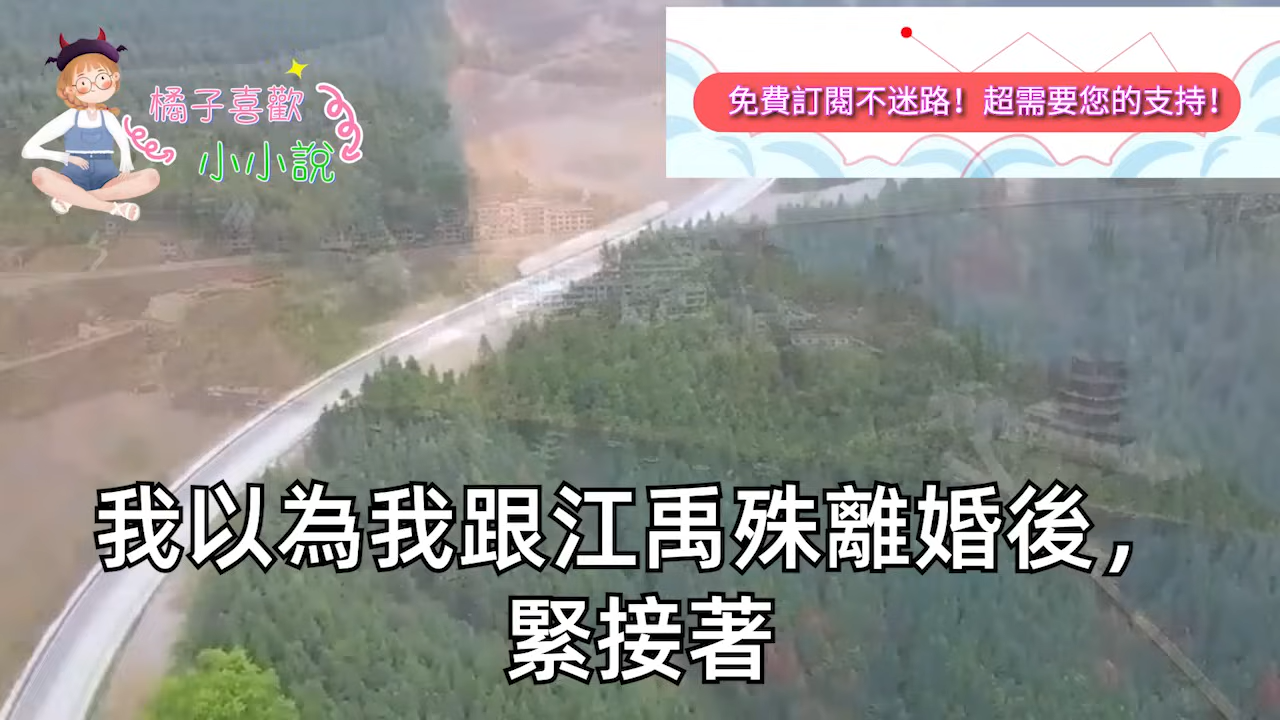 橘子喜歡
小小說
免費訂閱不迷路！超需要您的支持！
我以為我跟江禹殊離婚後，
緊接著